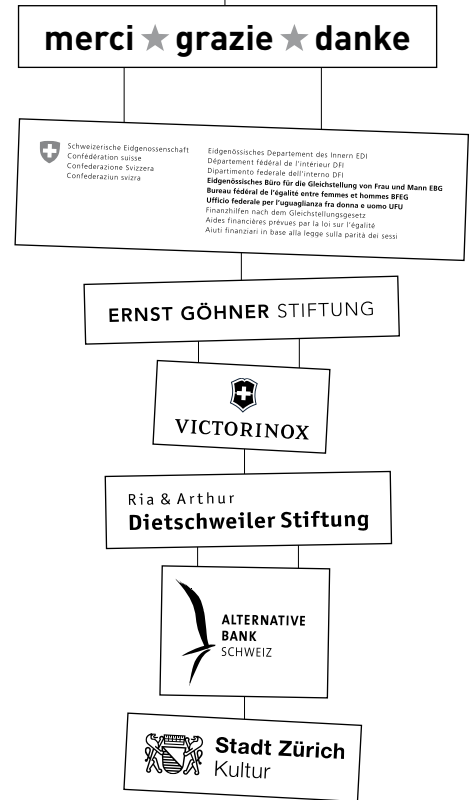 merci ★ grazie ★ danke
Schweizerische Eidgenossenschaft
Confédération suisse
Confederazione Svizzera
Confederaziun svizra
Eidgenössisches Departement des Innern EDI
Département fédéral de l'intérieur DFI
Dipartimento federale dell'interno DFI
Eidgenössisches Büro für die Gleichstellung von Frau und Mann EBG
Bureau fédéral de l'égalité entre femmes et hommes BFEG
Ufficio federale per l'uguaglianza fra donna e uomo UFU
Finanzhilfen nach dem Gleichstellungsgesetz
Aides financières prévues par la loi sur l'égalité
Aiuti finanziari in base alla legge sulla parità dei sessi
ERNST GÖHNER STIFTUNG
VICTORINOX
Ria & Arthur
Dietschweiler Stiftung
ALTERNATIVE
BANK
SCHWEIZ
Stadt Zürich
Kultur